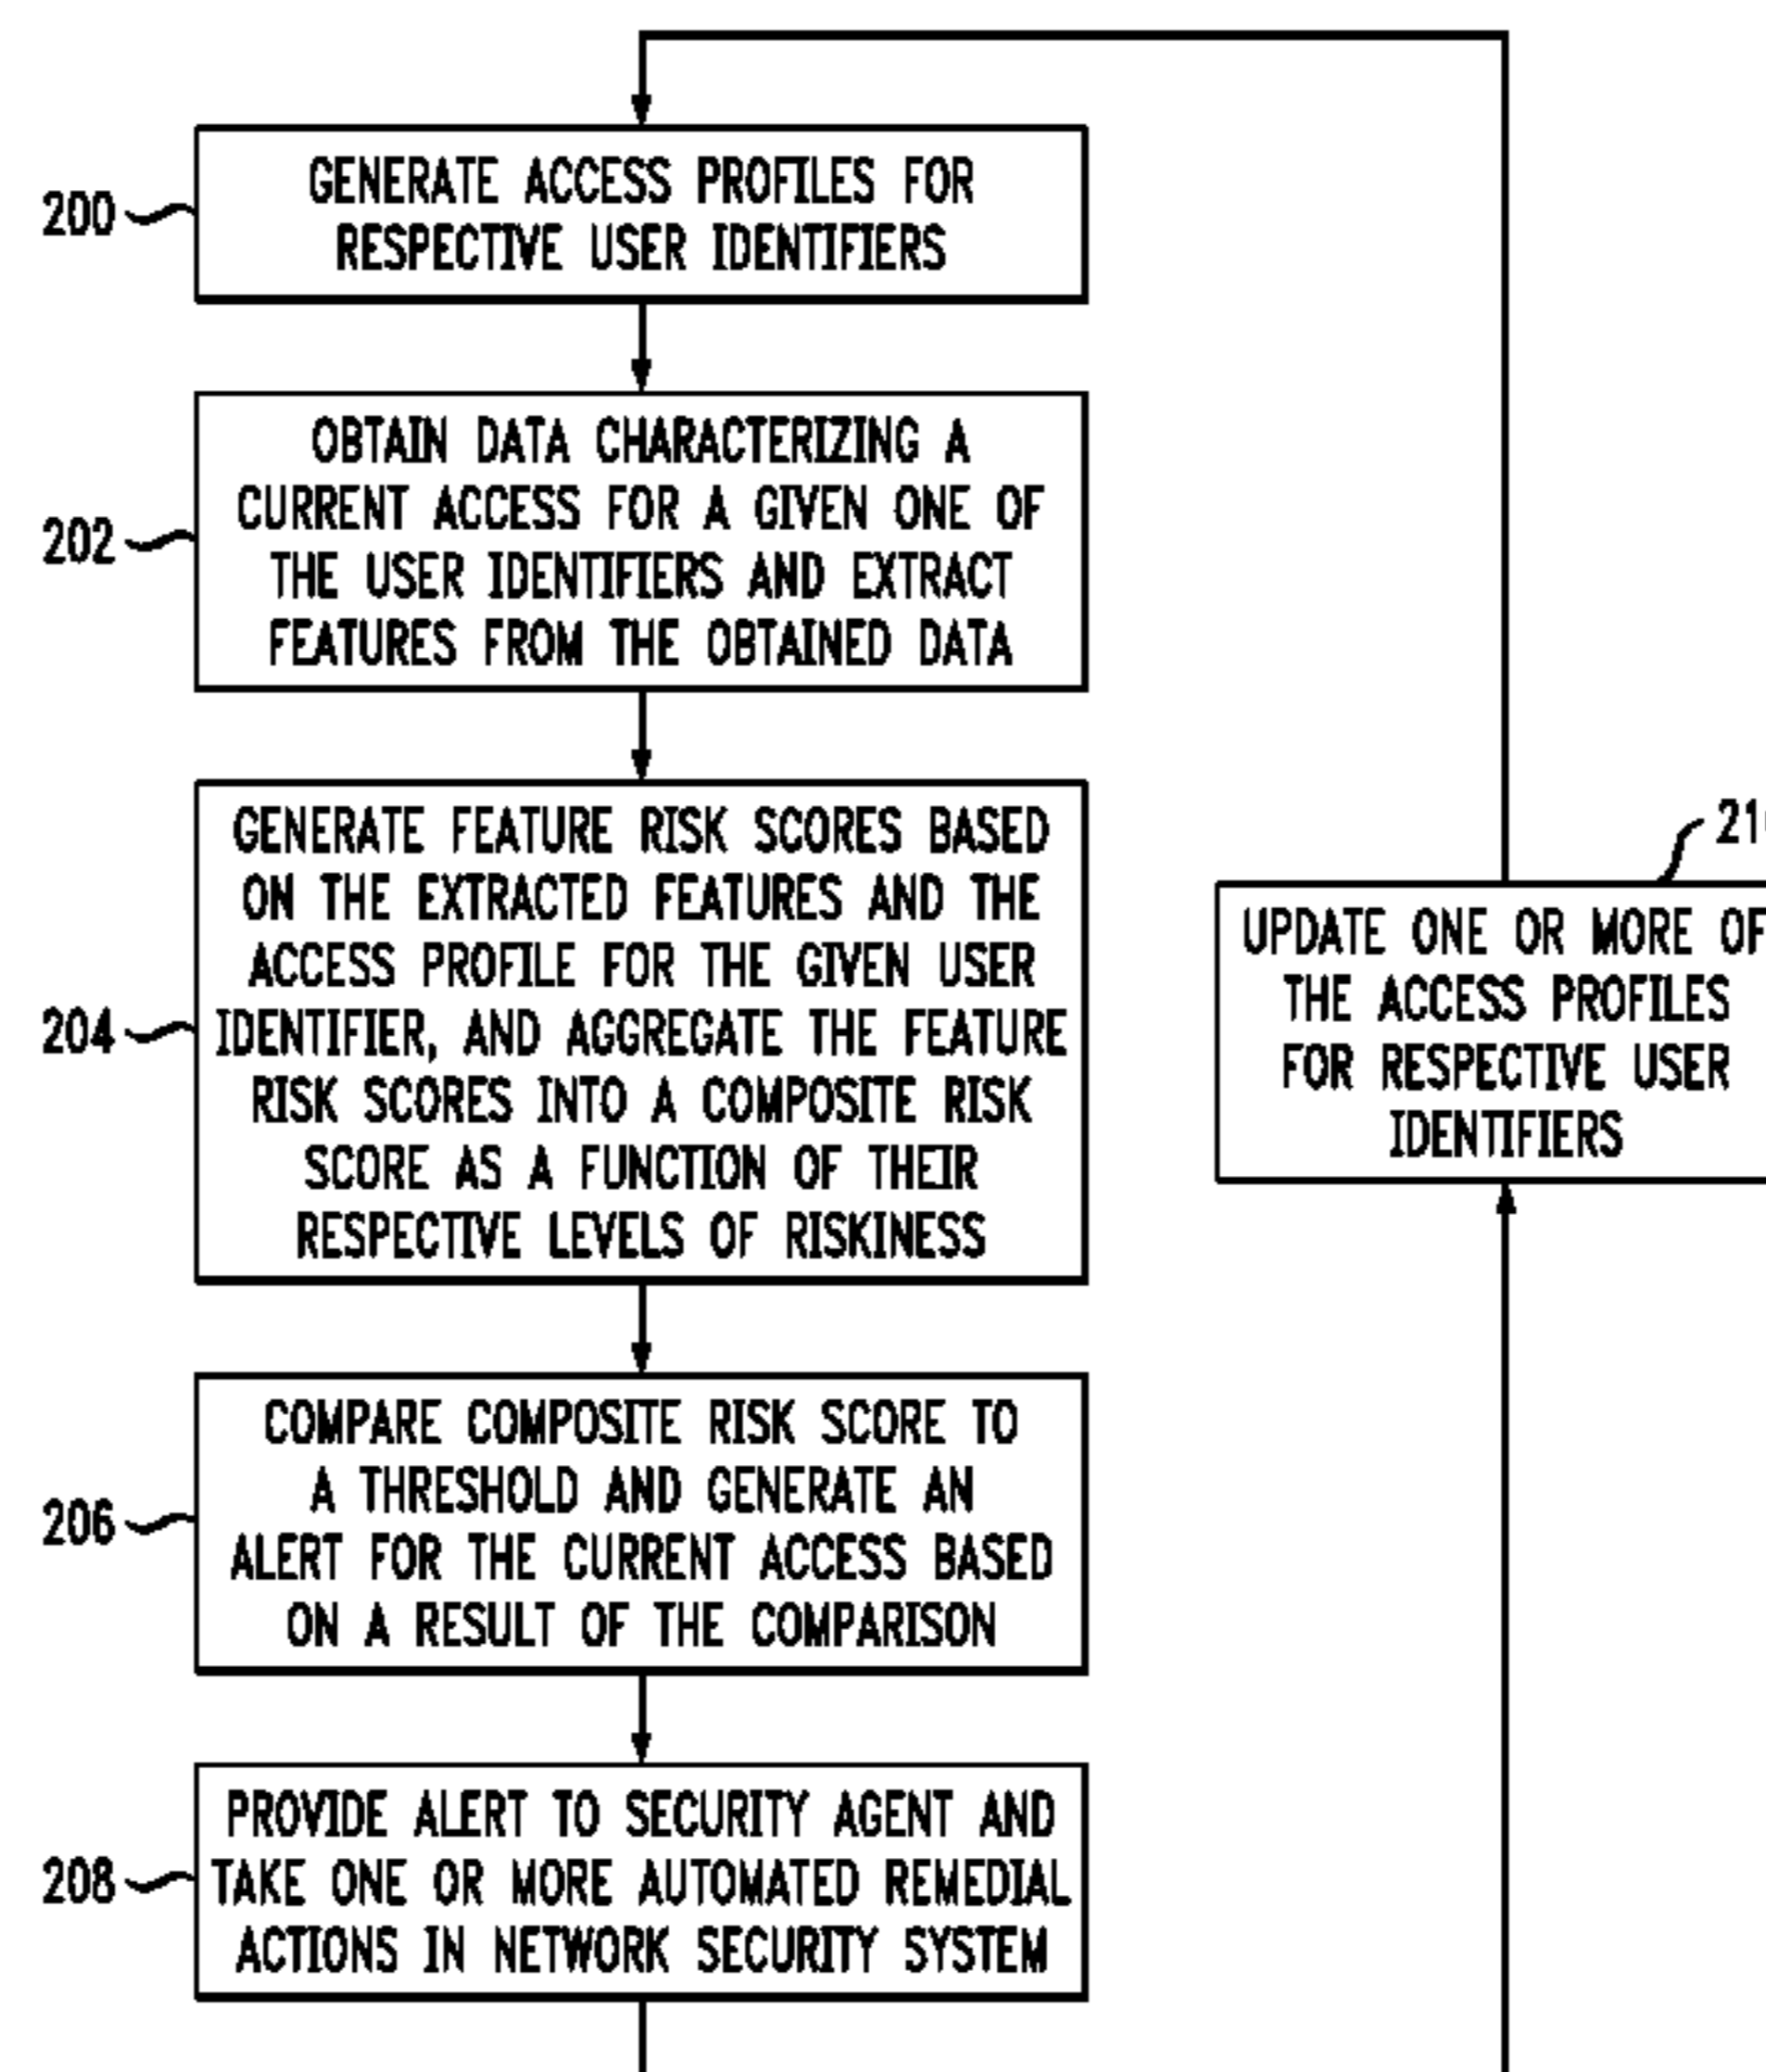 GENERATE ACCESS PROFILES FOR
RESPECTIVE USER IDENTIFIERS
200
OBTAIN DATA CHARACTERIZING A
CURRENT ACCESS FOR A GIVEN ONE OF
THE USER IDENTIFIERS AND EXTRACT
FEATURES FROM THE OBTAINED DATA
202
GENERATE FEATURE RISK SCORES BASED
ON THE EXTRACTED FEATURES AND THE
ACCESS PROFILE FOR THE GIVEN USER
IDENTIFIER, AND AGGREGATE THE FEATURE
RISK SCORES INTO A COMPOSITE RISK
SCORE AS A FUNCTION OF THEIR
RESPECTIVE LEVELS OF RISKINESS
204
COMPARE COMPOSITE RISK SCORE TO
A THRESHOLD AND GENERATE AN
ALERT FOR THE CURRENT ACCESS BASED
ON A RESULT OF THE COMPARISON
206
PROVIDE ALERT TO SECURITY AGENT AND
TAKE ONE OR MORE AUTOMATED REMEDIAL
ACTIONS IN NETWORK SECURITY SYSTEM
208
UPDATE ONE OR MORE OF
THE ACCESS PROFILES
FOR RESPECTIVE USER
IDENTIFIERS